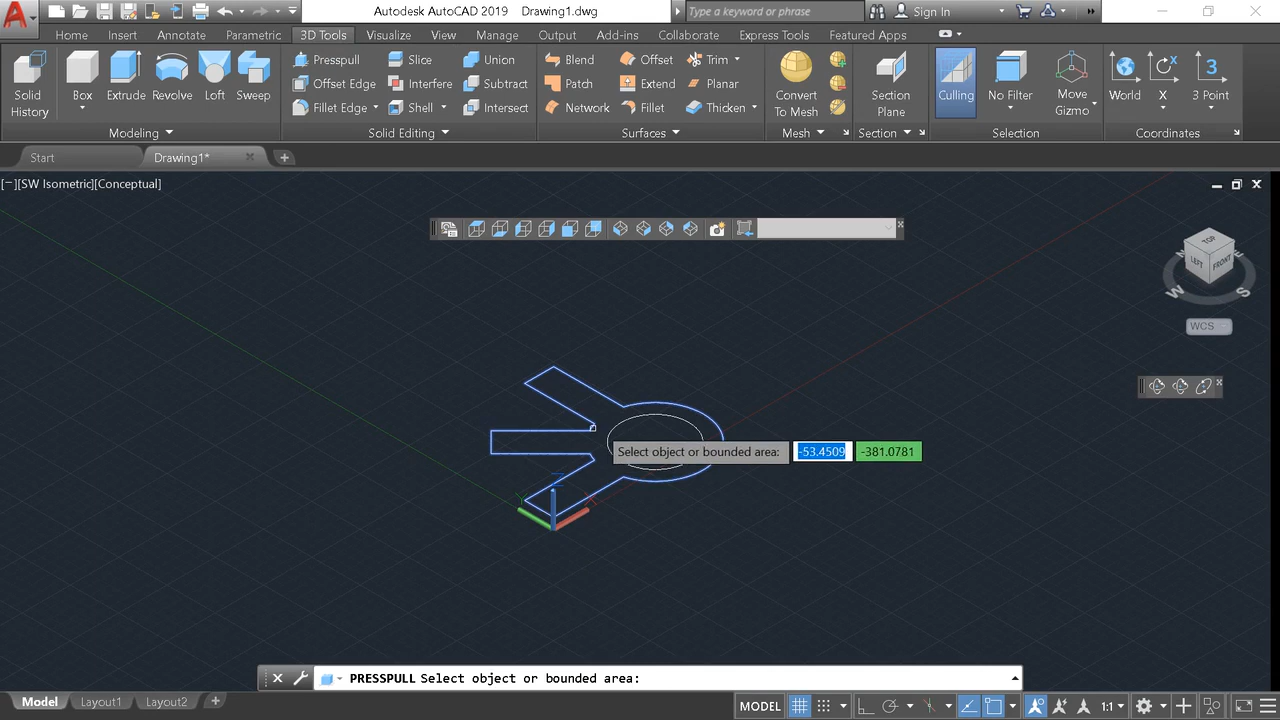 Autodesk AutoCAD 2019 Drawing1.dwg Type a keyword or phrase Sign In
Home Insert Annotate Parametric 3D Tools Visualize View Manage Output Add-ins Collaborate Express Tools Featured Apps
Presspull Slice Union Blend Offset Trim
Offset Edge Interfere Subtract Patch Extend Planar
Fillet Edge Shell Intersect Network Fillet Thicken
Solid History Box Extrude Revolve Loft Sweep Convert To Mesh Section Plane Culling No Filter Move Gizmo World X 3 Point
Modeling Solid Editing Surfaces Mesh Section Selection Coordinates
Start Drawing1* 
[−][SW Isometric][Conceptual]
TOP
LEFT FRONT
W S
WCS
Select object or bounded area: -53.4509 -381.0781
Z
Y X
PRESSPULL Select object or bounded area:
Model Layout1 Layout2 + MODEL 1:1